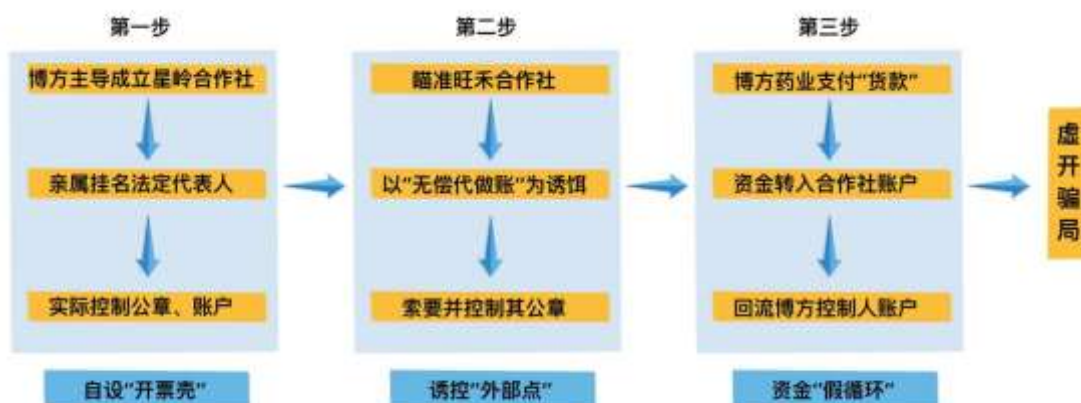 第一步
博方主导成立星岭合作社
亲属挂名法定代表人
实际控制公章、账户
自设“开票壳”
第二步
瞄准旺禾合作社
以“无偿代做账”为诱饵
索要并控制其公章
诱控“外部点”
第三步
博方药业支付“货款”
资金转入合作社账户
回流博方控制人账户
资金“假循环”
虚开骗局